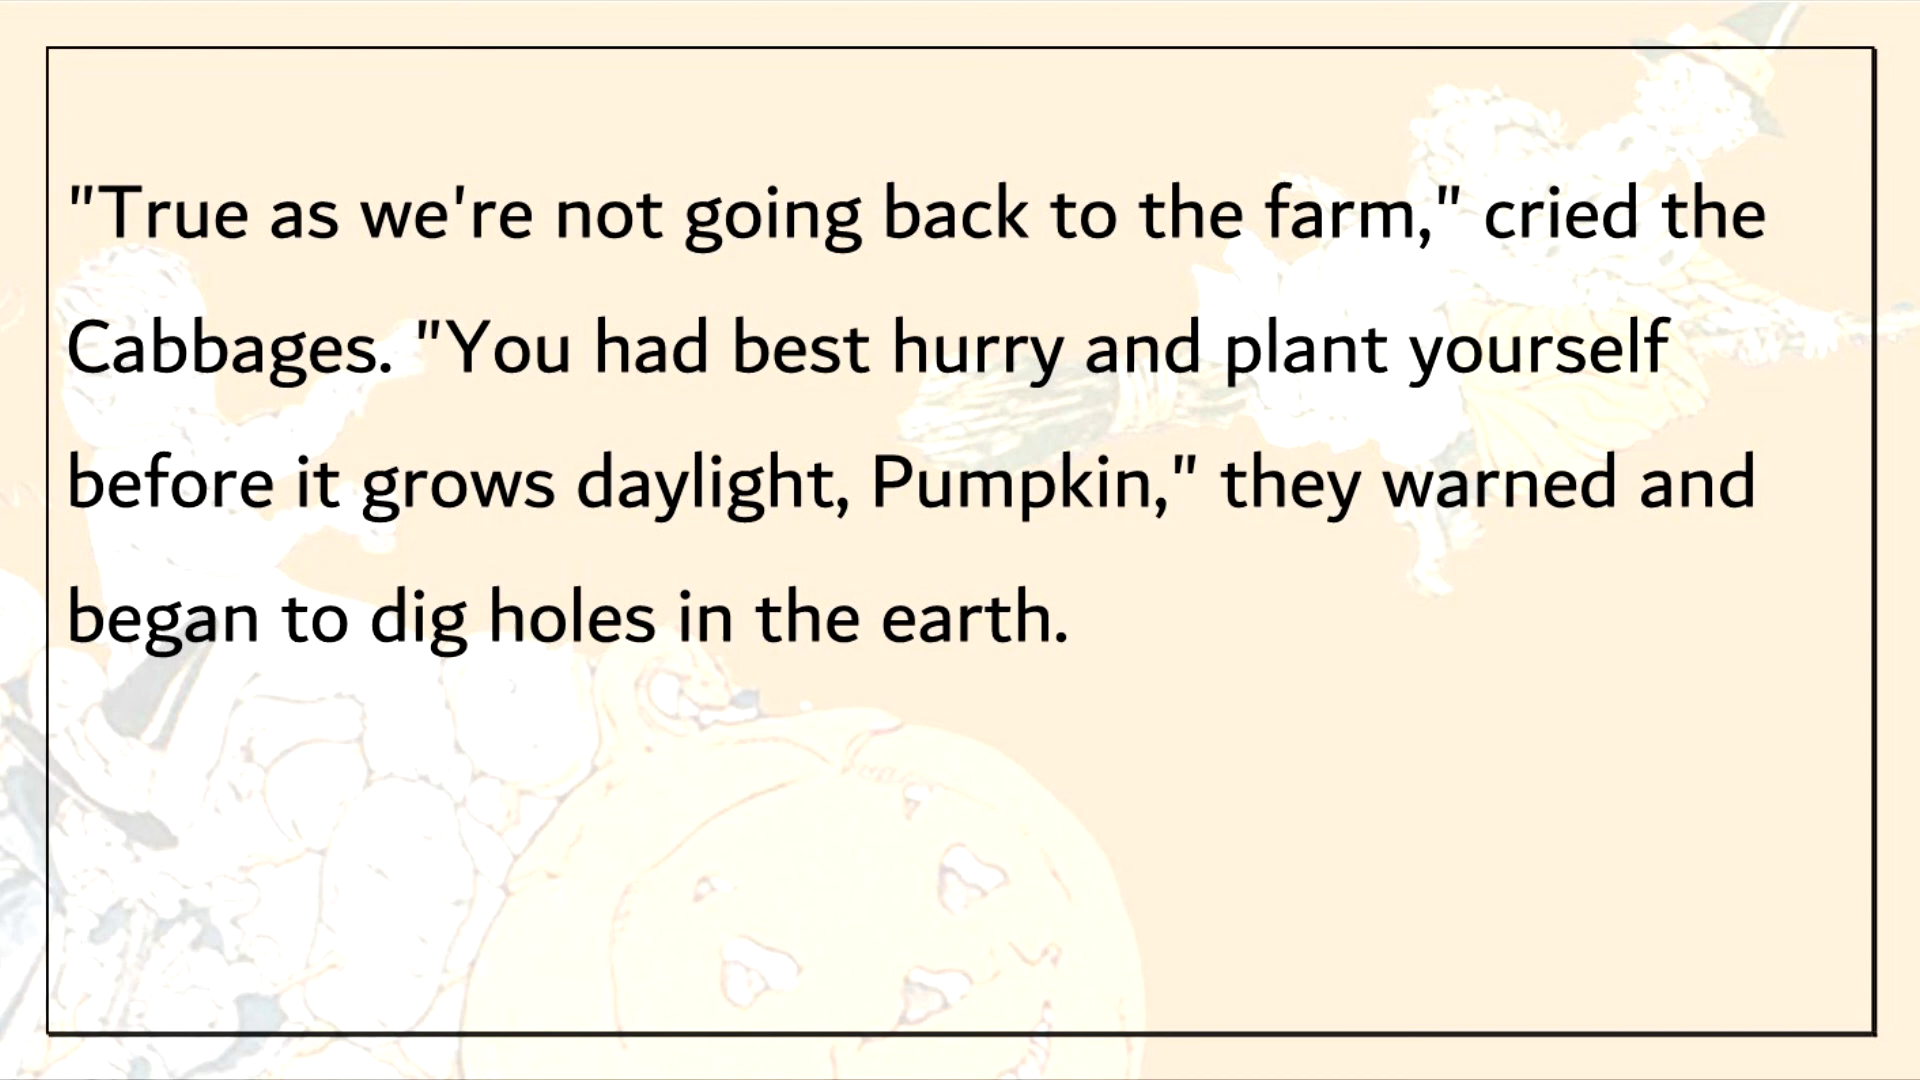 "True as we're not going back to the farm," cried the
Cabbages. "You had best hurry and plant yourself
before it grows daylight, Pumpkin," they warned and
began to dig holes in the earth.